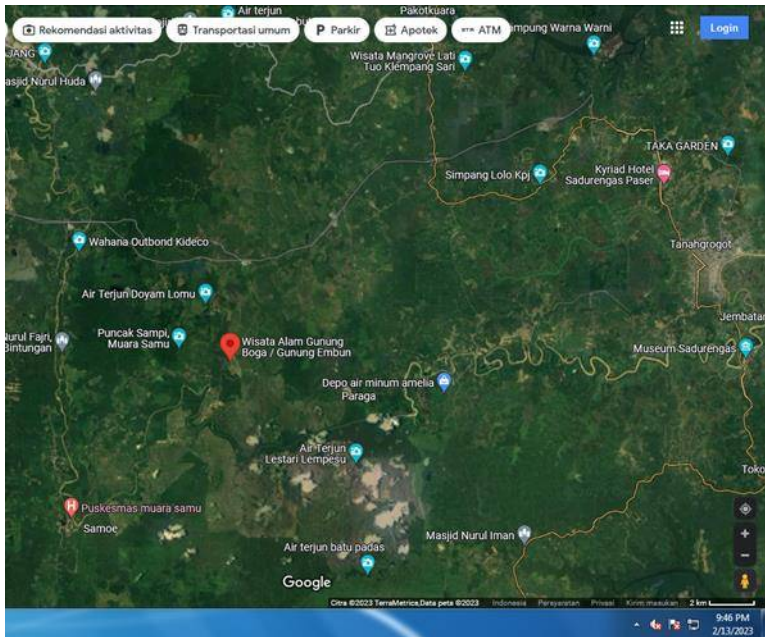 Air terjun
Pakotkuara
Rekomendasi aktivitas
Transportasi umum
P Parkir
Apotek
ATM
ampung Warna Warni
Login
JANG
asjid Nurul Huda
Wisata Mangrove Lati
Tuo Klempang Sari
TAKA GARDEN
Simpang Lolo Kpj
Kyriad Hotel
Sadurengas Paser
Wahana Outbond Kideco
Tanahgrogot
Air Terjun Doyam Lomu
Jembatan
Nurul Fajri,
Bintungan
Puncak Sampi,
Muara Samu
Wisata Alam Gunung
Boga / Gunung Embun
Museum Sadurengas
Depo air minum amelia
Paraga
Air Terjun
Lestari Lempesu
Toko
H
Puskesmas muara samu
Samoe
Masjid Nurul Iman
Air terjun batu padas
Google
Citra ©2023 TerraMetrics,Data peta ©2023 Indonesia Persyaratan Privasi Kirim masukan 2 km
9:46 PM
2/13/2023